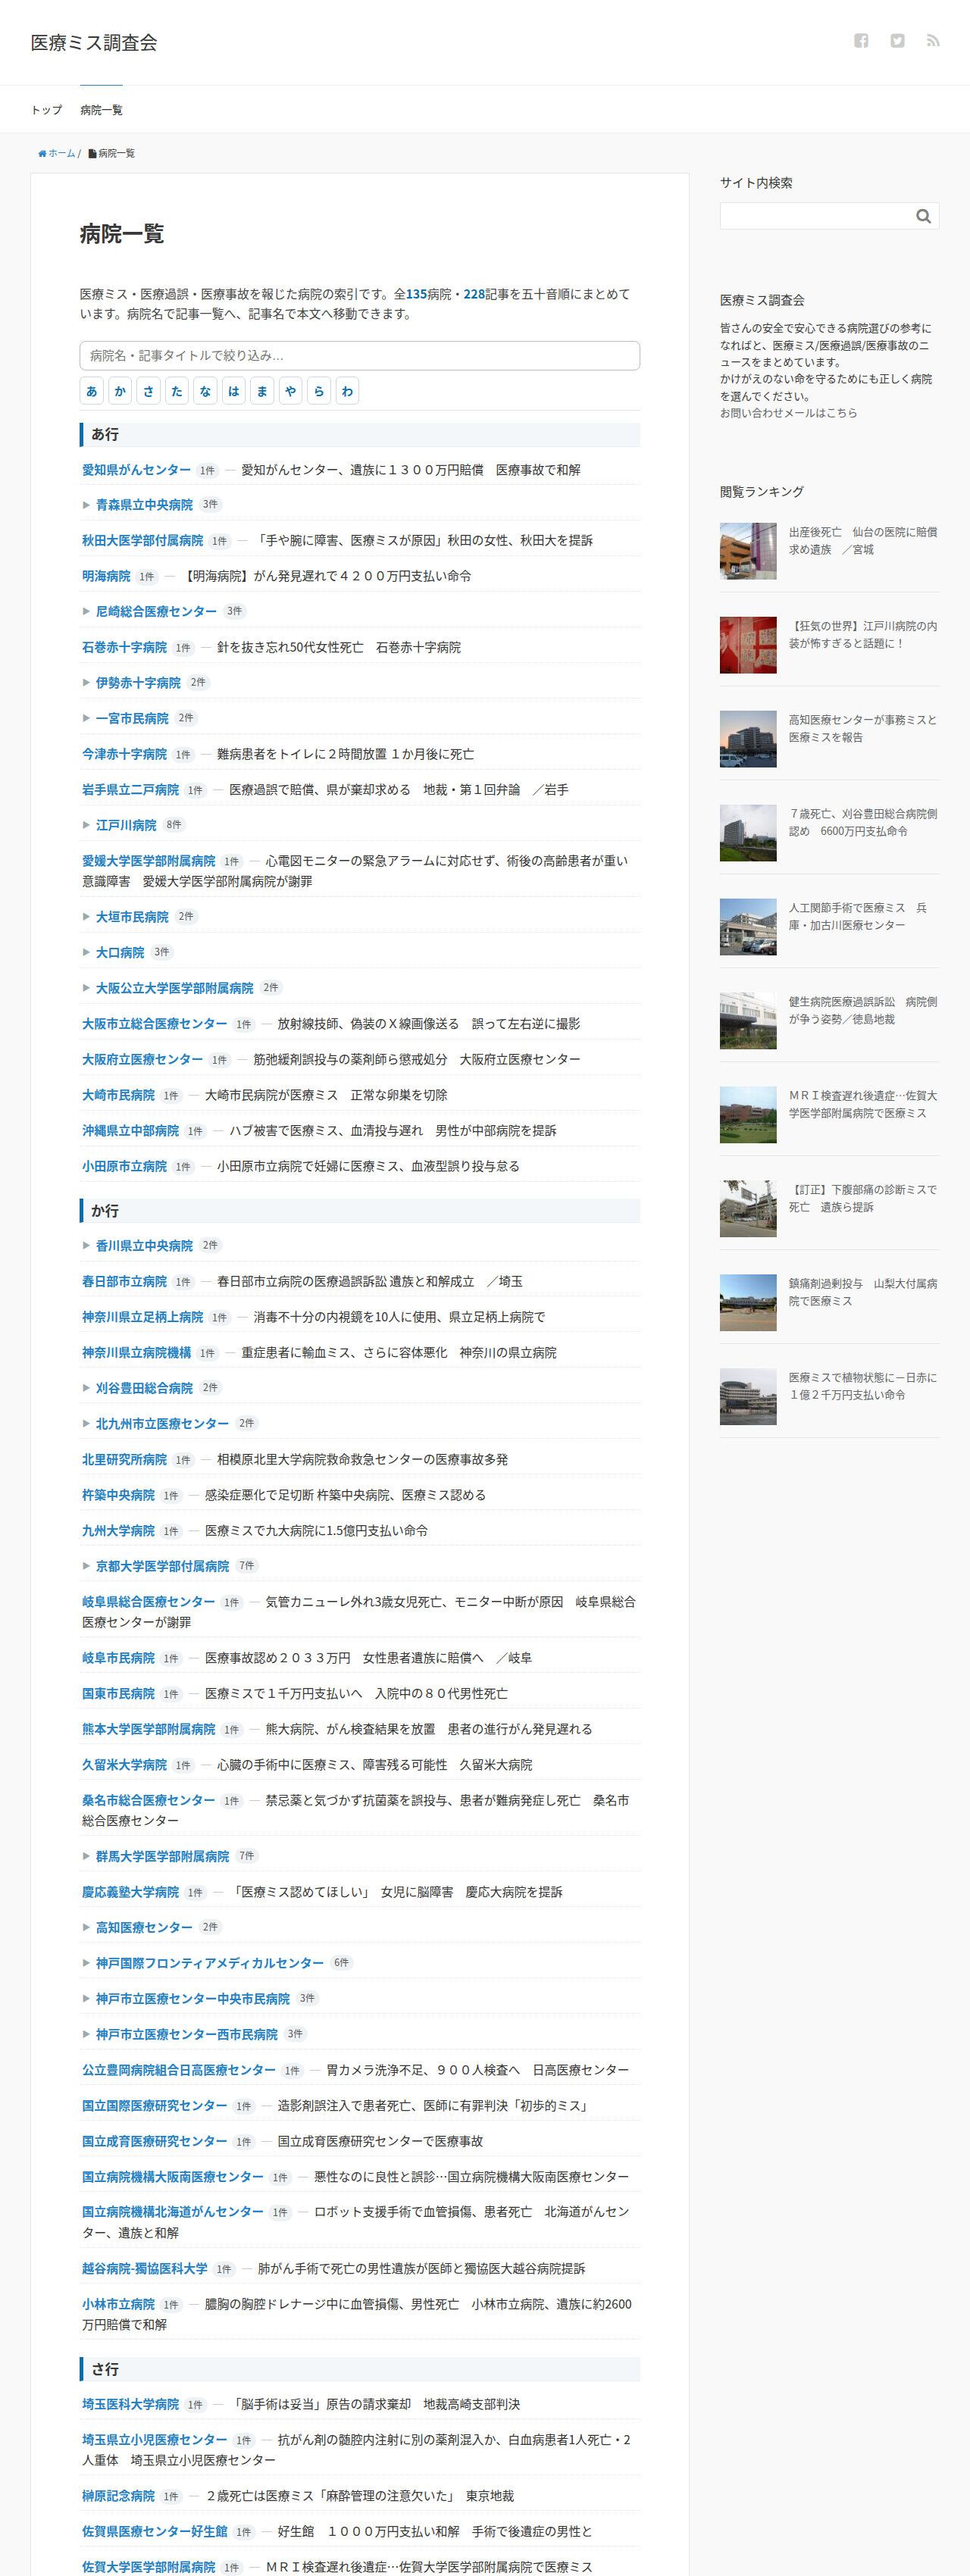 医療ミス調査会
トップ 病院一覧
ホーム / 病院一覧
病院一覧
医療ミス・医療過誤・医療事故を報じた病院の索引です。全135病院・228記事を五十音順にまとめて
います。病院名で記事一覧へ、記事名で本文へ移動できます。
病院名・記事タイトルで絞り込み…
あ か さ た な は ま や ら わ
あ行
愛知県がんセンター 1件 — 愛知がんセンター、遺族に１３００万円賠償　医療事故で和解
▶ 青森県立中央病院 3件
秋田大医学部付属病院 1件 — 「手や腕に障害、医療ミスが原因」秋田の女性、秋田大を提訴
明海病院 1件 — 【明海病院】がん発見遅れで４２００万円支払い命令
▶ 尼崎総合医療センター 3件
石巻赤十字病院 1件 — 針を抜き忘れ50代女性死亡　石巻赤十字病院
▶ 伊勢赤十字病院 2件
▶ 一宮市民病院 2件
今津赤十字病院 1件 — 難病患者をトイレに２時間放置 １か月後に死亡
岩手県立二戸病院 1件 — 医療過誤で賠償、県が棄却求める　地裁・第１回弁論　／岩手
▶ 江戸川病院 8件
愛媛大学医学部附属病院 1件 — 心電図モニターの緊急アラームに対応せず、術後の高齢患者が重い
意識障害　愛媛大学医学部附属病院が謝罪
▶ 大垣市民病院 2件
▶ 大口病院 3件
▶ 大阪公立大学医学部附属病院 2件
大阪市立総合医療センター 1件 — 放射線技師、偽装のＸ線画像送る　誤って左右逆に撮影
大阪府立医療センター 1件 — 筋弛緩剤誤投与の薬剤師ら懲戒処分　大阪府立医療センター
大崎市民病院 1件 — 大崎市民病院が医療ミス　正常な卵巣を切除
沖縄県立中部病院 1件 — ハブ被害で医療ミス、血清投与遅れ　男性が中部病院を提訴
小田原市立病院 1件 — 小田原市立病院で妊婦に医療ミス、血液型誤り投与怠る
か行
▶ 香川県立中央病院 2件
春日部市立病院 1件 — 春日部市立病院の医療過誤訴訟 遺族と和解成立　／埼玉
神奈川県立足柄上病院 1件 — 消毒不十分の内視鏡を10人に使用、県立足柄上病院で
神奈川県立病院機構 1件 — 重症患者に輸血ミス、さらに容体悪化　神奈川の県立病院
▶ 刈谷豊田総合病院 2件
▶ 北九州市立医療センター 2件
北里研究所病院 1件 — 相模原北里大学病院救命救急センターの医療事故多発
杵築中央病院 1件 — 感染症悪化で足切断 杵築中央病院、医療ミス認める
九州大学病院 1件 — 医療ミスで九大病院に1.5億円支払い命令
▶ 京都大学医学部付属病院 7件
岐阜県総合医療センター 1件 — 気管カニューレ外れ3歳女児死亡、モニター中断が原因　岐阜県総合
医療センターが謝罪
岐阜市民病院 1件 — 医療事故認め２０３３万円　女性患者遺族に賠償へ　／岐阜
国東市民病院 1件 — 医療ミスで１千万円支払いへ　入院中の８０代男性死亡
熊本大学医学部附属病院 1件 — 熊大病院、がん検査結果を放置　患者の進行がん発見遅れる
久留米大学病院 1件 — 心臓の手術中に医療ミス、障害残る可能性　久留米大病院
桑名市総合医療センター 1件 — 禁忌薬と気づかず抗菌薬を誤投与、患者が難病発症し死亡　桑名市
総合医療センター
▶ 群馬大学医学部附属病院 7件
慶応義塾大学病院 1件 — 「医療ミス認めてほしい」　女児に脳障害　慶応大病院を提訴
▶ 高知医療センター 2件
▶ 神戸国際フロンティアメディカルセンター 6件
▶ 神戸市立医療センター中央市民病院 3件
▶ 神戸市立医療センター西市民病院 3件
公立豊岡病院組合日高医療センター 1件 — 胃カメラ洗浄不足、９００人検査へ　日高医療センター
国立国際医療研究センター 1件 — 造影剤誤注入で患者死亡、医師に有罪判決「初歩的ミス」
国立成育医療研究センター 1件 — 国立成育医療研究センターで医療事故
国立病院機構大阪南医療センター 1件 — 悪性なのに良性と誤診…国立病院機構大阪南医療センター
国立病院機構北海道がんセンター 1件 — ロボット支援手術で血管損傷、患者死亡　北海道がんセン
ター、遺族と和解
越谷病院-獨協医科大学 1件 — 肺がん手術で死亡の男性遺族が医師と獨協医大越谷病院提訴
小林市立病院 1件 — 膿胸の胸腔ドレナージ中に血管損傷、男性死亡　小林市立病院、遺族に約2600
万円賠償で和解
さ行
埼玉医科大学病院 1件 — 「脳手術は妥当」原告の請求棄却　地裁高崎支部判決
埼玉県立小児医療センター 1件 — 抗がん剤の髄腔内注射に別の薬剤混入か、白血病患者1人死亡・2
人重体　埼玉県立小児医療センター
榊原記念病院 1件 — ２歳死亡は医療ミス「麻酔管理の注意欠いた」　東京地裁
佐賀県医療センター好生館 1件 — 好生館　１０００万円支払い和解　手術で後遺症の男性と
佐賀大学医学部附属病院 1件 — ＭＲＩ検査遅れ後遺症…佐賀大学医学部附属病院で医療ミス
サイト内検索
医療ミス調査会
皆さんの安全で安心できる病院選びの参考に
なればと、医療ミス/医療過誤/医療事故のニ
ュースをまとめています。
かけがえのない命を守るためにも正しく病院
を選んでください。
お問い合わせメールはこちら
閲覧ランキング
出産後死亡　仙台の医院に賠償
求め遺族　／宮城
【狂気の世界】江戸川病院の内
装が怖すぎると話題に！
高知医療センターが事務ミスと
医療ミスを報告
７歳死亡、刈谷豊田総合病院側
認め　6600万円支払命令
人工関節手術で医療ミス　兵
庫・加古川医療センター
健生病院医療過誤訴訟　病院側
が争う姿勢／徳島地裁
ＭＲＩ検査遅れ後遺症…佐賀大
学医学部附属病院で医療ミス
【訂正】下腹部痛の診断ミスで
死亡　遺族ら提訴
鎮痛剤過剰投与　山梨大付属病
院で医療ミス
医療ミスで植物状態に－日赤に
１億２千万円支払い命令